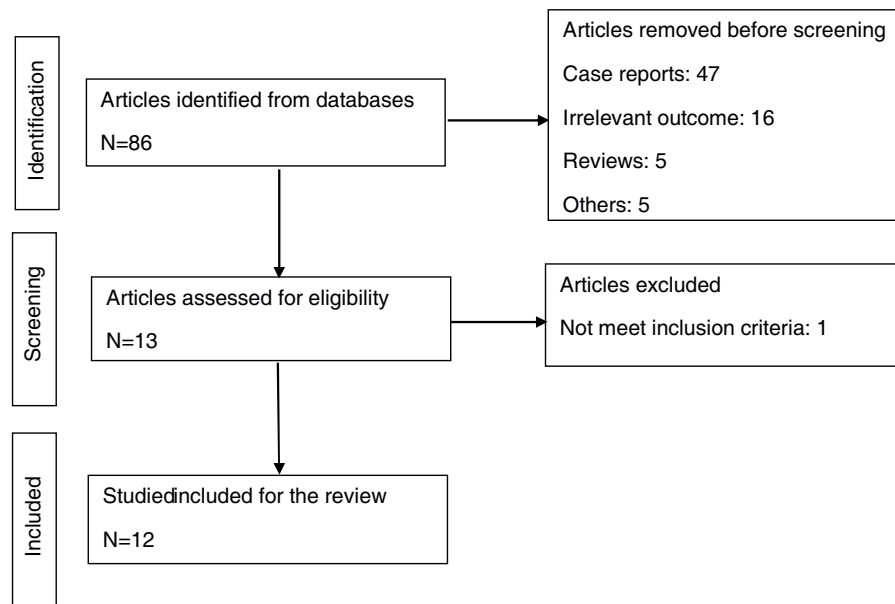 Identification
Articles identified from databases
N=86
Articles removed before screening
Case reports: 47
Irrelevant outcome: 16
Reviews: 5
Others: 5
Screening
Articles assessed for eligibility
N=13
Articles excluded
Not meet inclusion criteria: 1
Included
Studiedincluded for the review
N=12